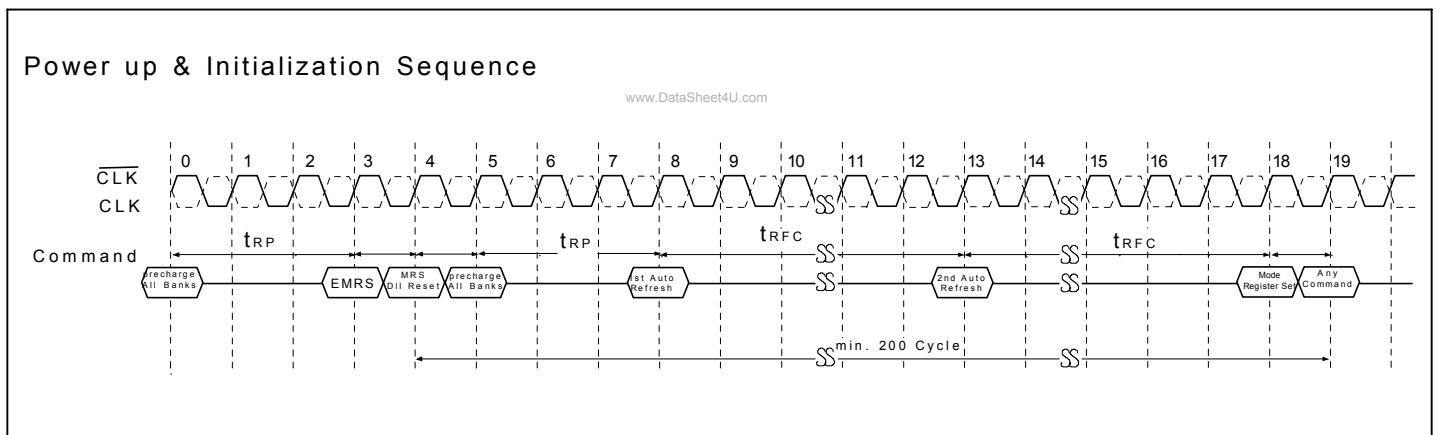 Power up & Initialization Sequence
www.DataSheet4U.com
0 1 2 3 4 5 6 7 8 9 10 11 12 13 14 15 16 17 18 19
CLK
CLK
tRP tRP tRFC tRFC
Command
precharge All Banks
EMRS
MRS Dll Reset
precharge All Banks
1st Auto Refresh
2nd Auto Refresh
Mode Register Set
Any Command
min. 200 Cycle